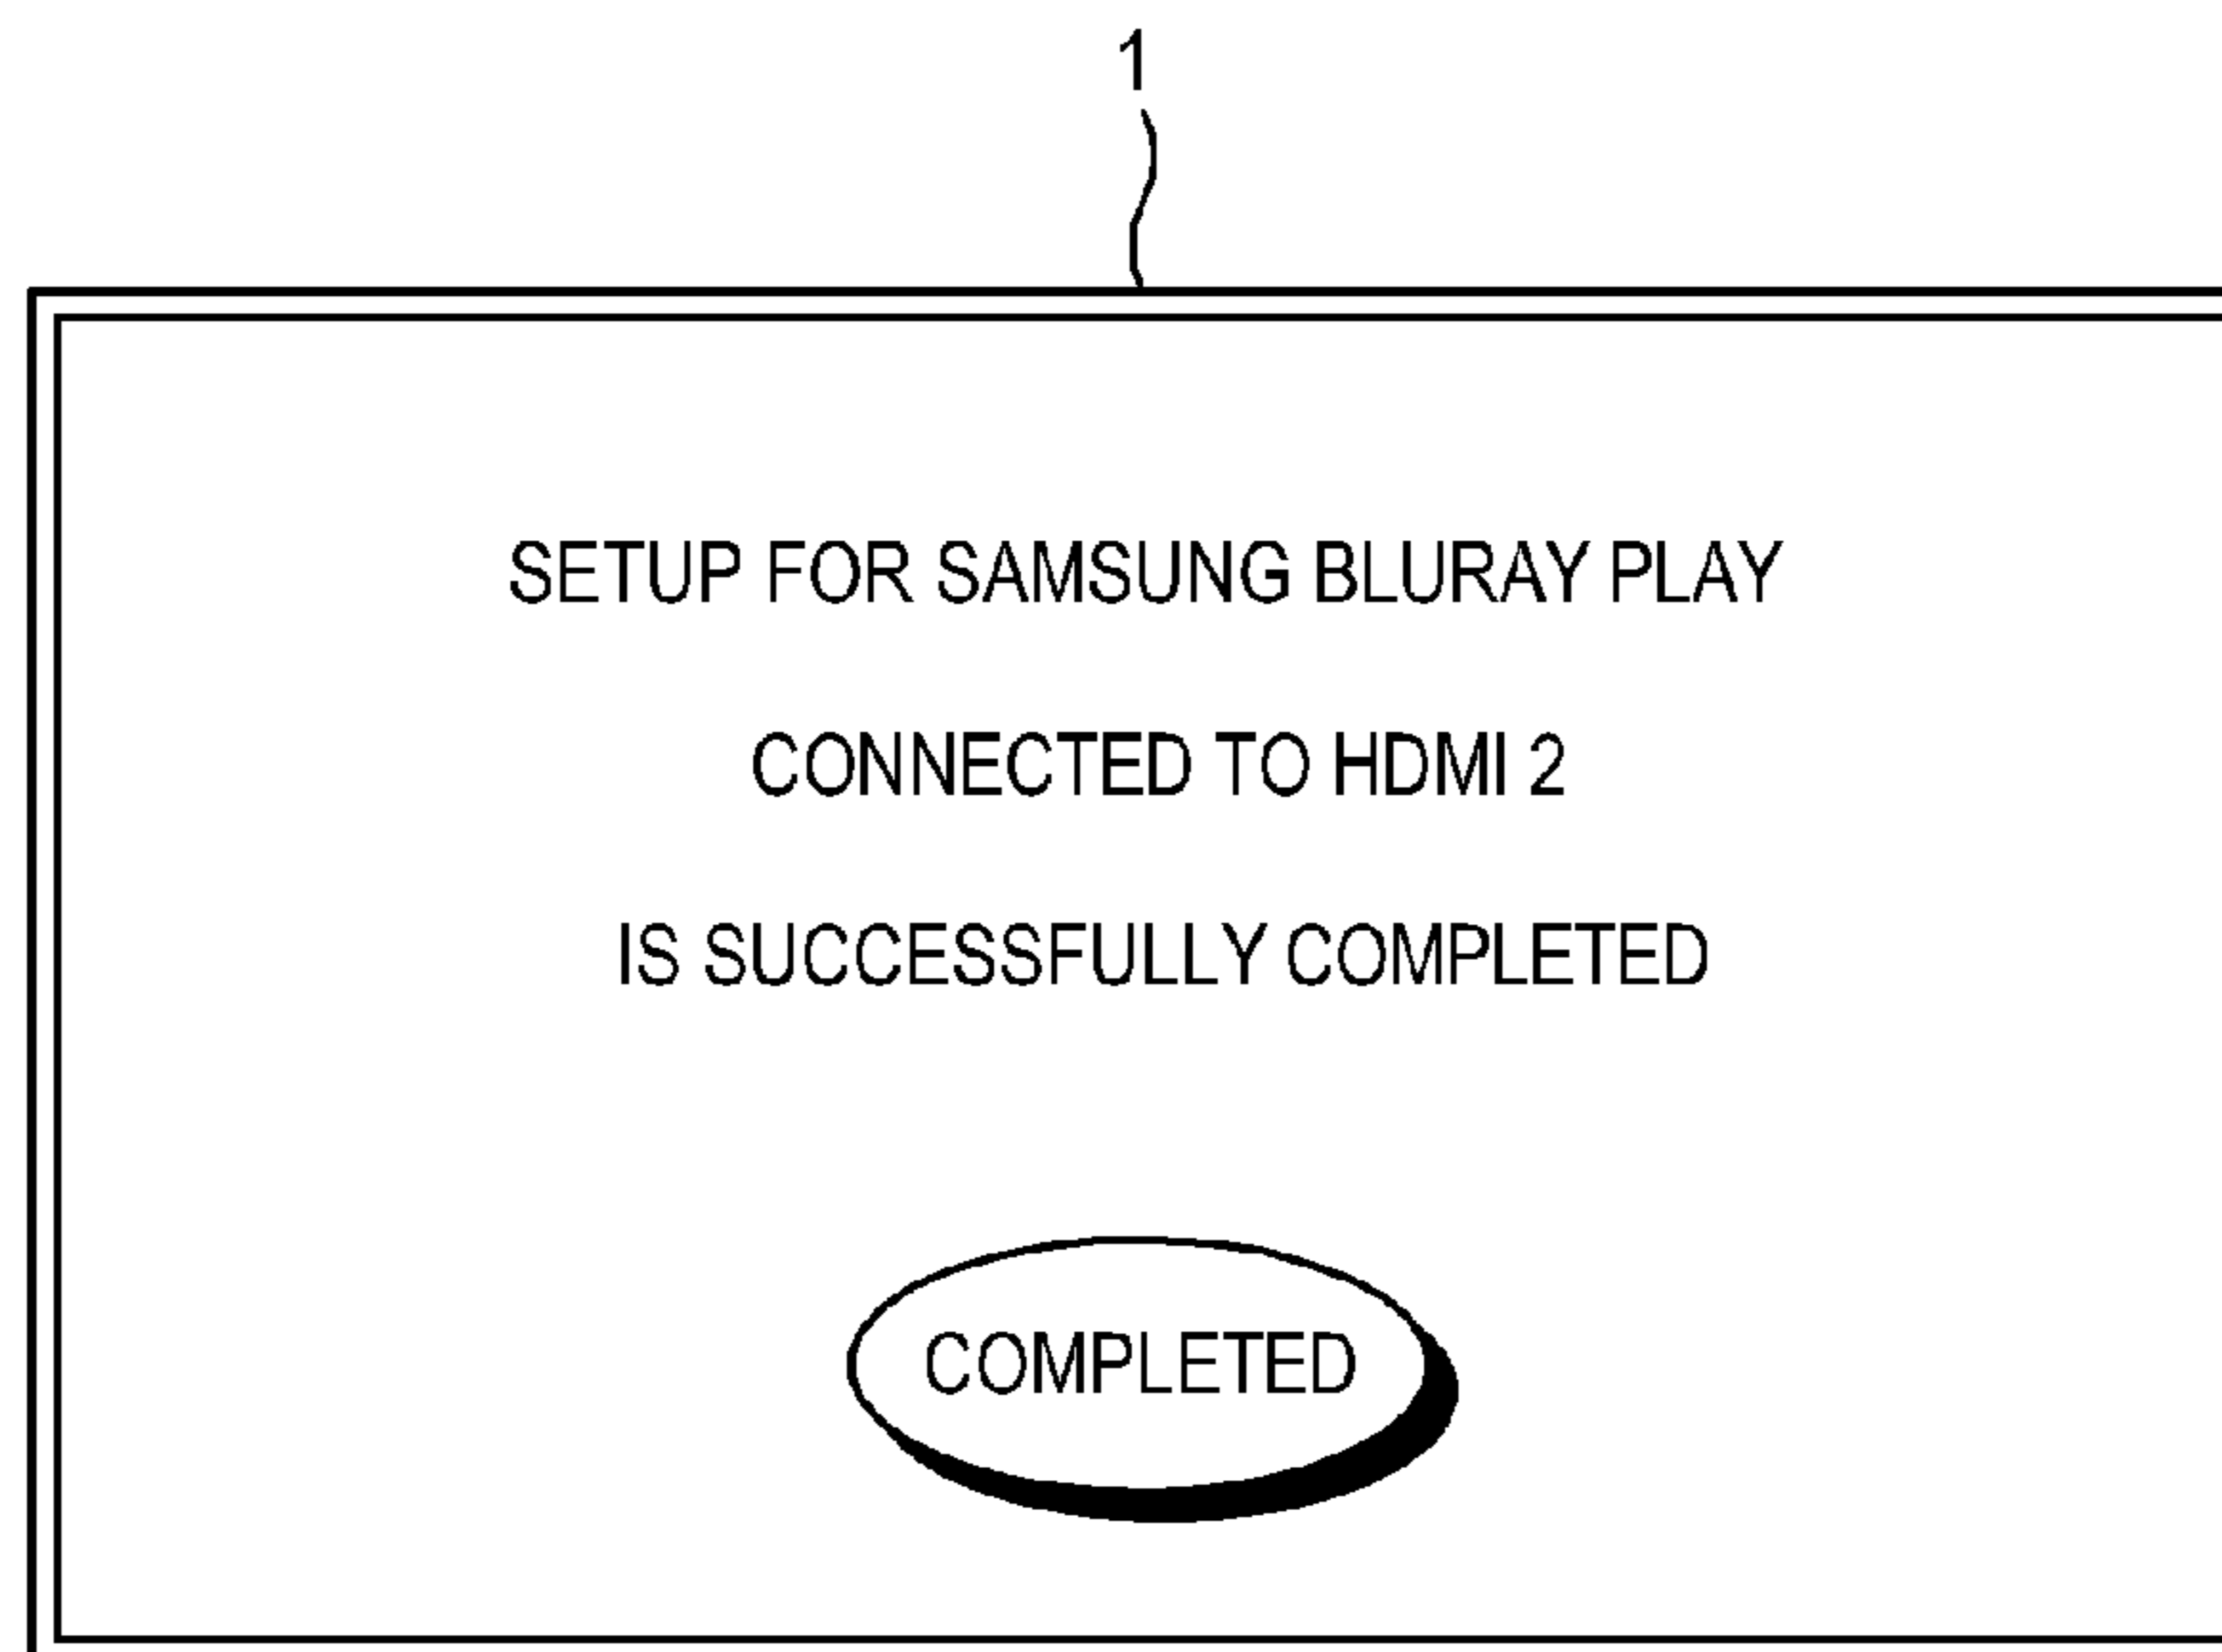 1
SETUP FOR SAMSUNG BLURAY PLAY
CONNECTED TO HDMI 2
IS SUCCESSFULLY COMPLETED
COMPLETED